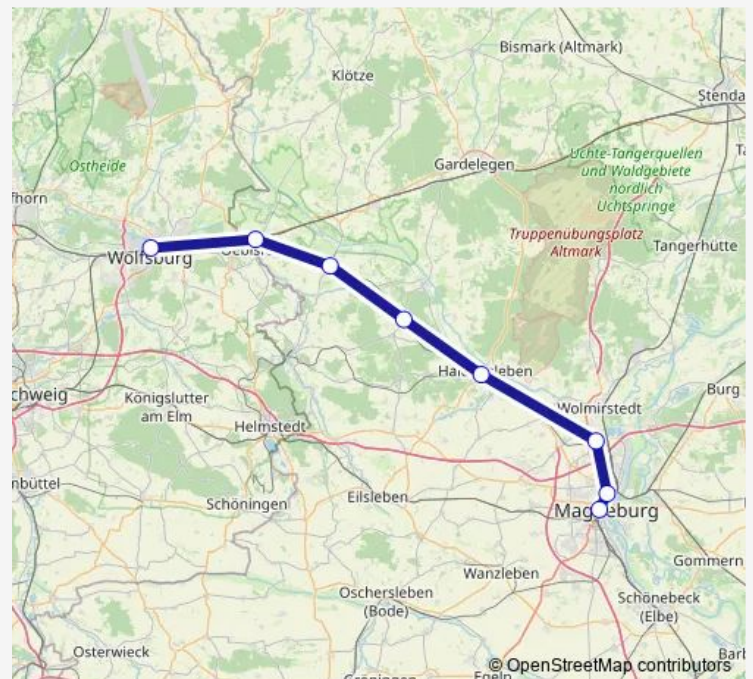 Bismark (Altmark)
Klötze
Stenda
Gardelegen
Uchte-Tangerquellen
und Waldgebiete
nördlich
Uchtspringe
Ostheide
fhorn
Truppenübungsplatz
Altmark
Tangerhütte
Wolfsburg
Burg
chweig
Königslutter
am Elm
Wolmirstedt
Helmstedt
nbüttel
Schöningen
Eilsleben
Wanzleben
Gommern
Oschersleben
(Bode)
Schönebeck
(Elbe)
Osterwieck
Barb
© OpenStreetMap contributors